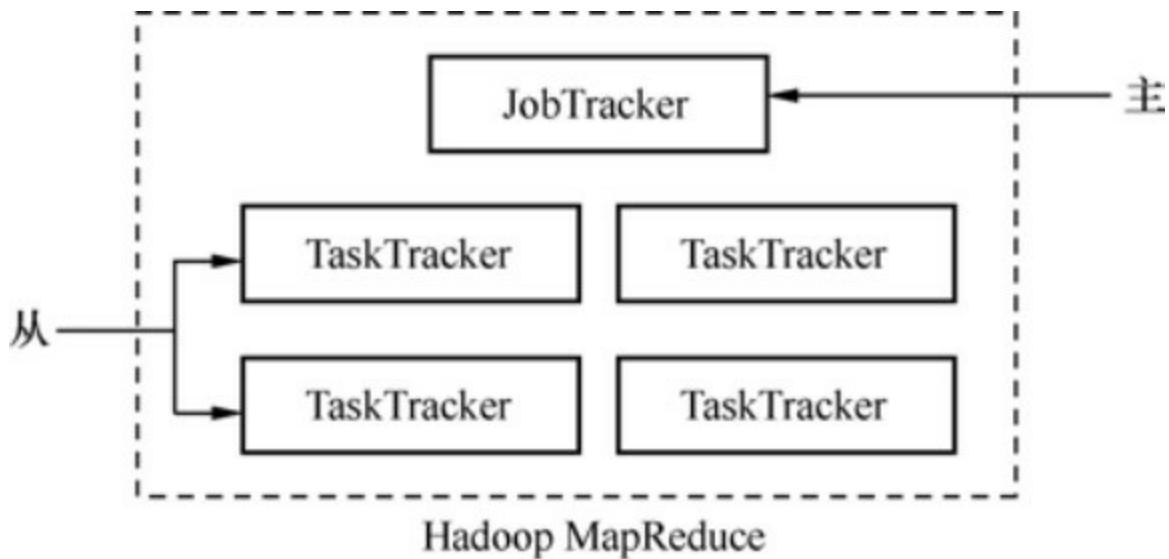 JobTracker
主
TaskTracker
TaskTracker
从
TaskTracker
TaskTracker
Hadoop MapReduce